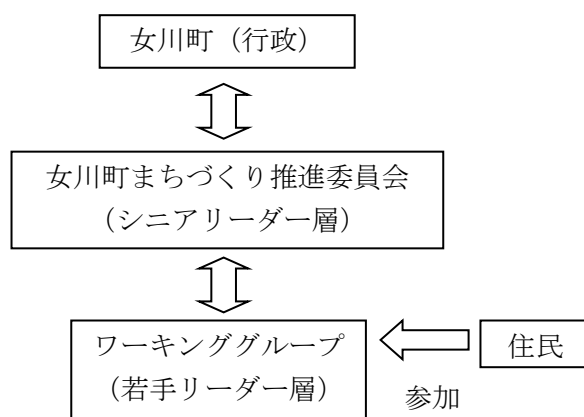 女川町（行政）
女川町まちづくり推進委員会
（シニアリーダー層）
ワーキンググループ
（若手リーダー層）
住民
参加